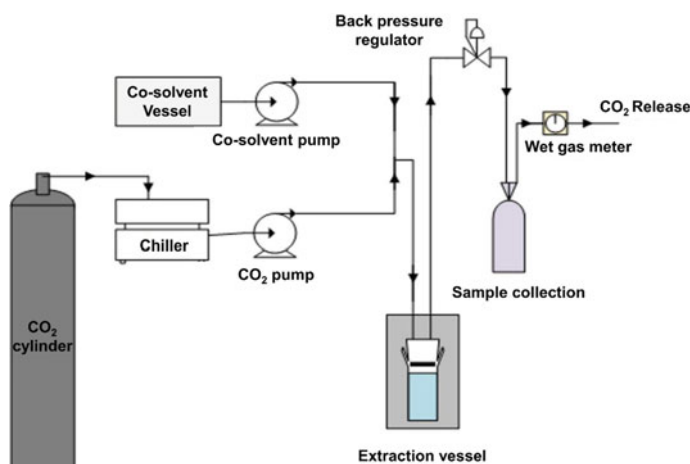 Back pressure
regulator
Co-solvent
Vessel
Co-solvent pump
CO₂ Release
Wet gas meter
Chiller
CO₂ pump
Sample collection
CO₂
cylinder
Extraction vessel